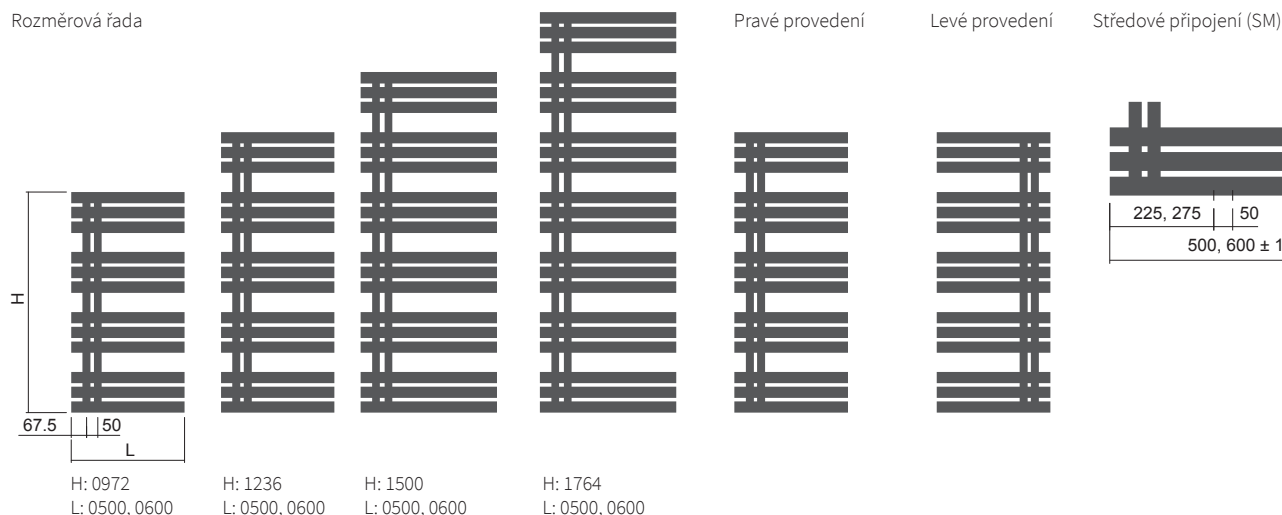 Rozměrová řada
Pravé provedení
Levé provedení
Středové připojení (SM)
H
67.5
50
L
225, 275
50
500, 600 ± 1
H: 0972
L: 0500, 0600
H: 1236
L: 0500, 0600
H: 1500
L: 0500, 0600
H: 1764
L: 0500, 0600